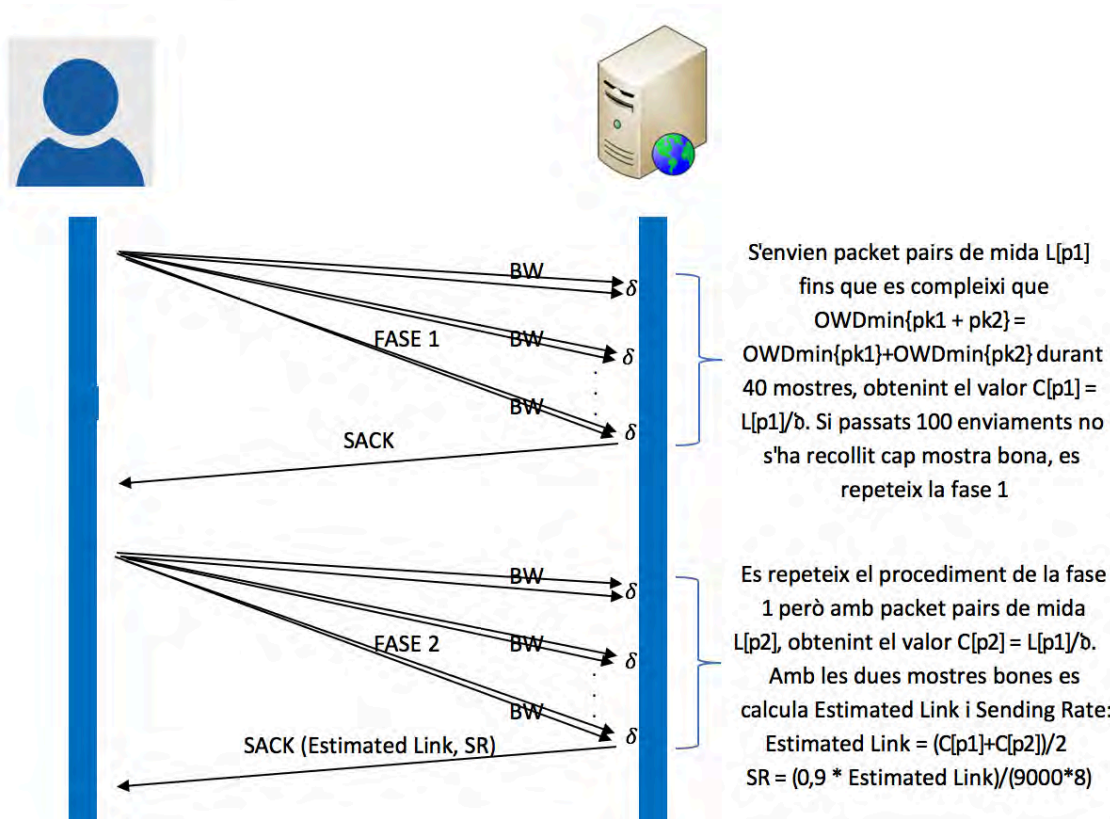 BW
δ
S'envien packet pairs de mida L[p1]
fins que es compleixi que
FASE 1
BW
δ
OWDmin{pk1 + pk2} =
OWDmin{pk1}+OWDmin{pk2} durant
40 mostres, obtenint el valor C[p1] =
BW
δ
L[p1]/ծ. Si passats 100 enviaments no
SACK
s'ha recollit cap mostra bona, es
repeteix la fase 1
BW
δ
Es repeteix el procediment de la fase
1 però amb packet pairs de mida
FASE 2
BW
δ
L[p2], obtenint el valor C[p2] = L[p1]/ծ.
Amb les dues mostres bones es
BW
δ
calcula Estimated Link i Sending Rate:
SACK (Estimated Link, SR)
Estimated Link = (C[p1]+C[p2])/2
SR = (0,9 * Estimated Link)/(9000*8)